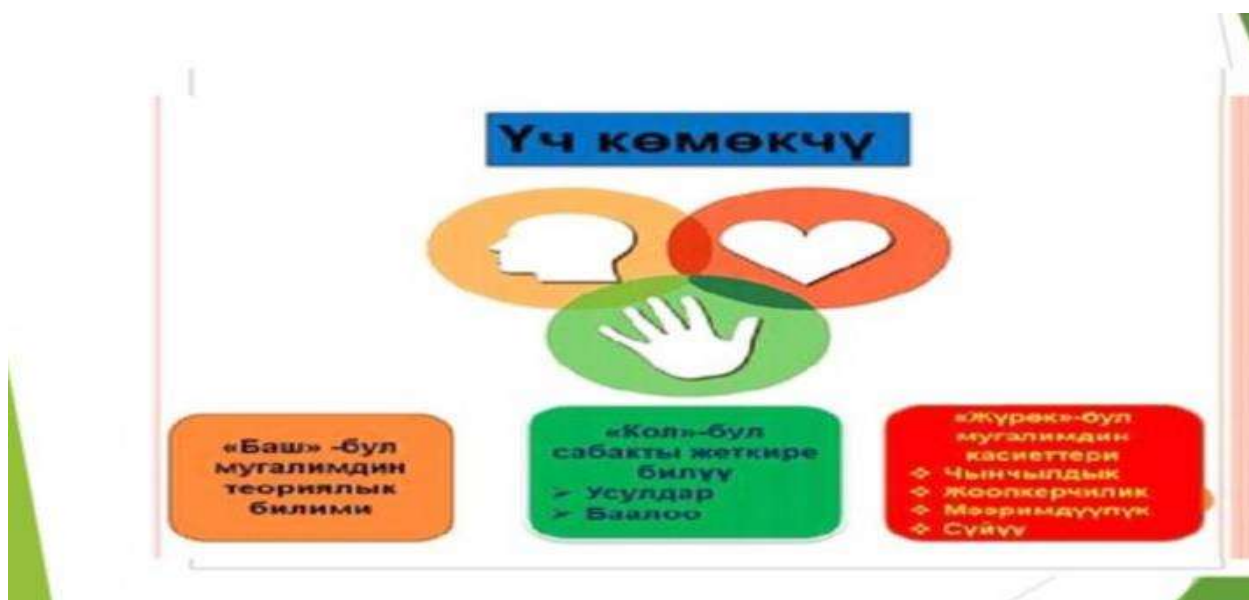 Үч көмөкчү
«Баш» -бул
мугалимдин
теориялык
билими
«Кол»-бул
сабакты жеткире
билүү
➢ Усулдар
➢ Баалоо
«Жүрөк»-бул
мугалимдин
касиеттери
❖ Чынчылдык
❖ Жоопкерчилик
❖ Мээримдүүлүк
❖ Сүйүү